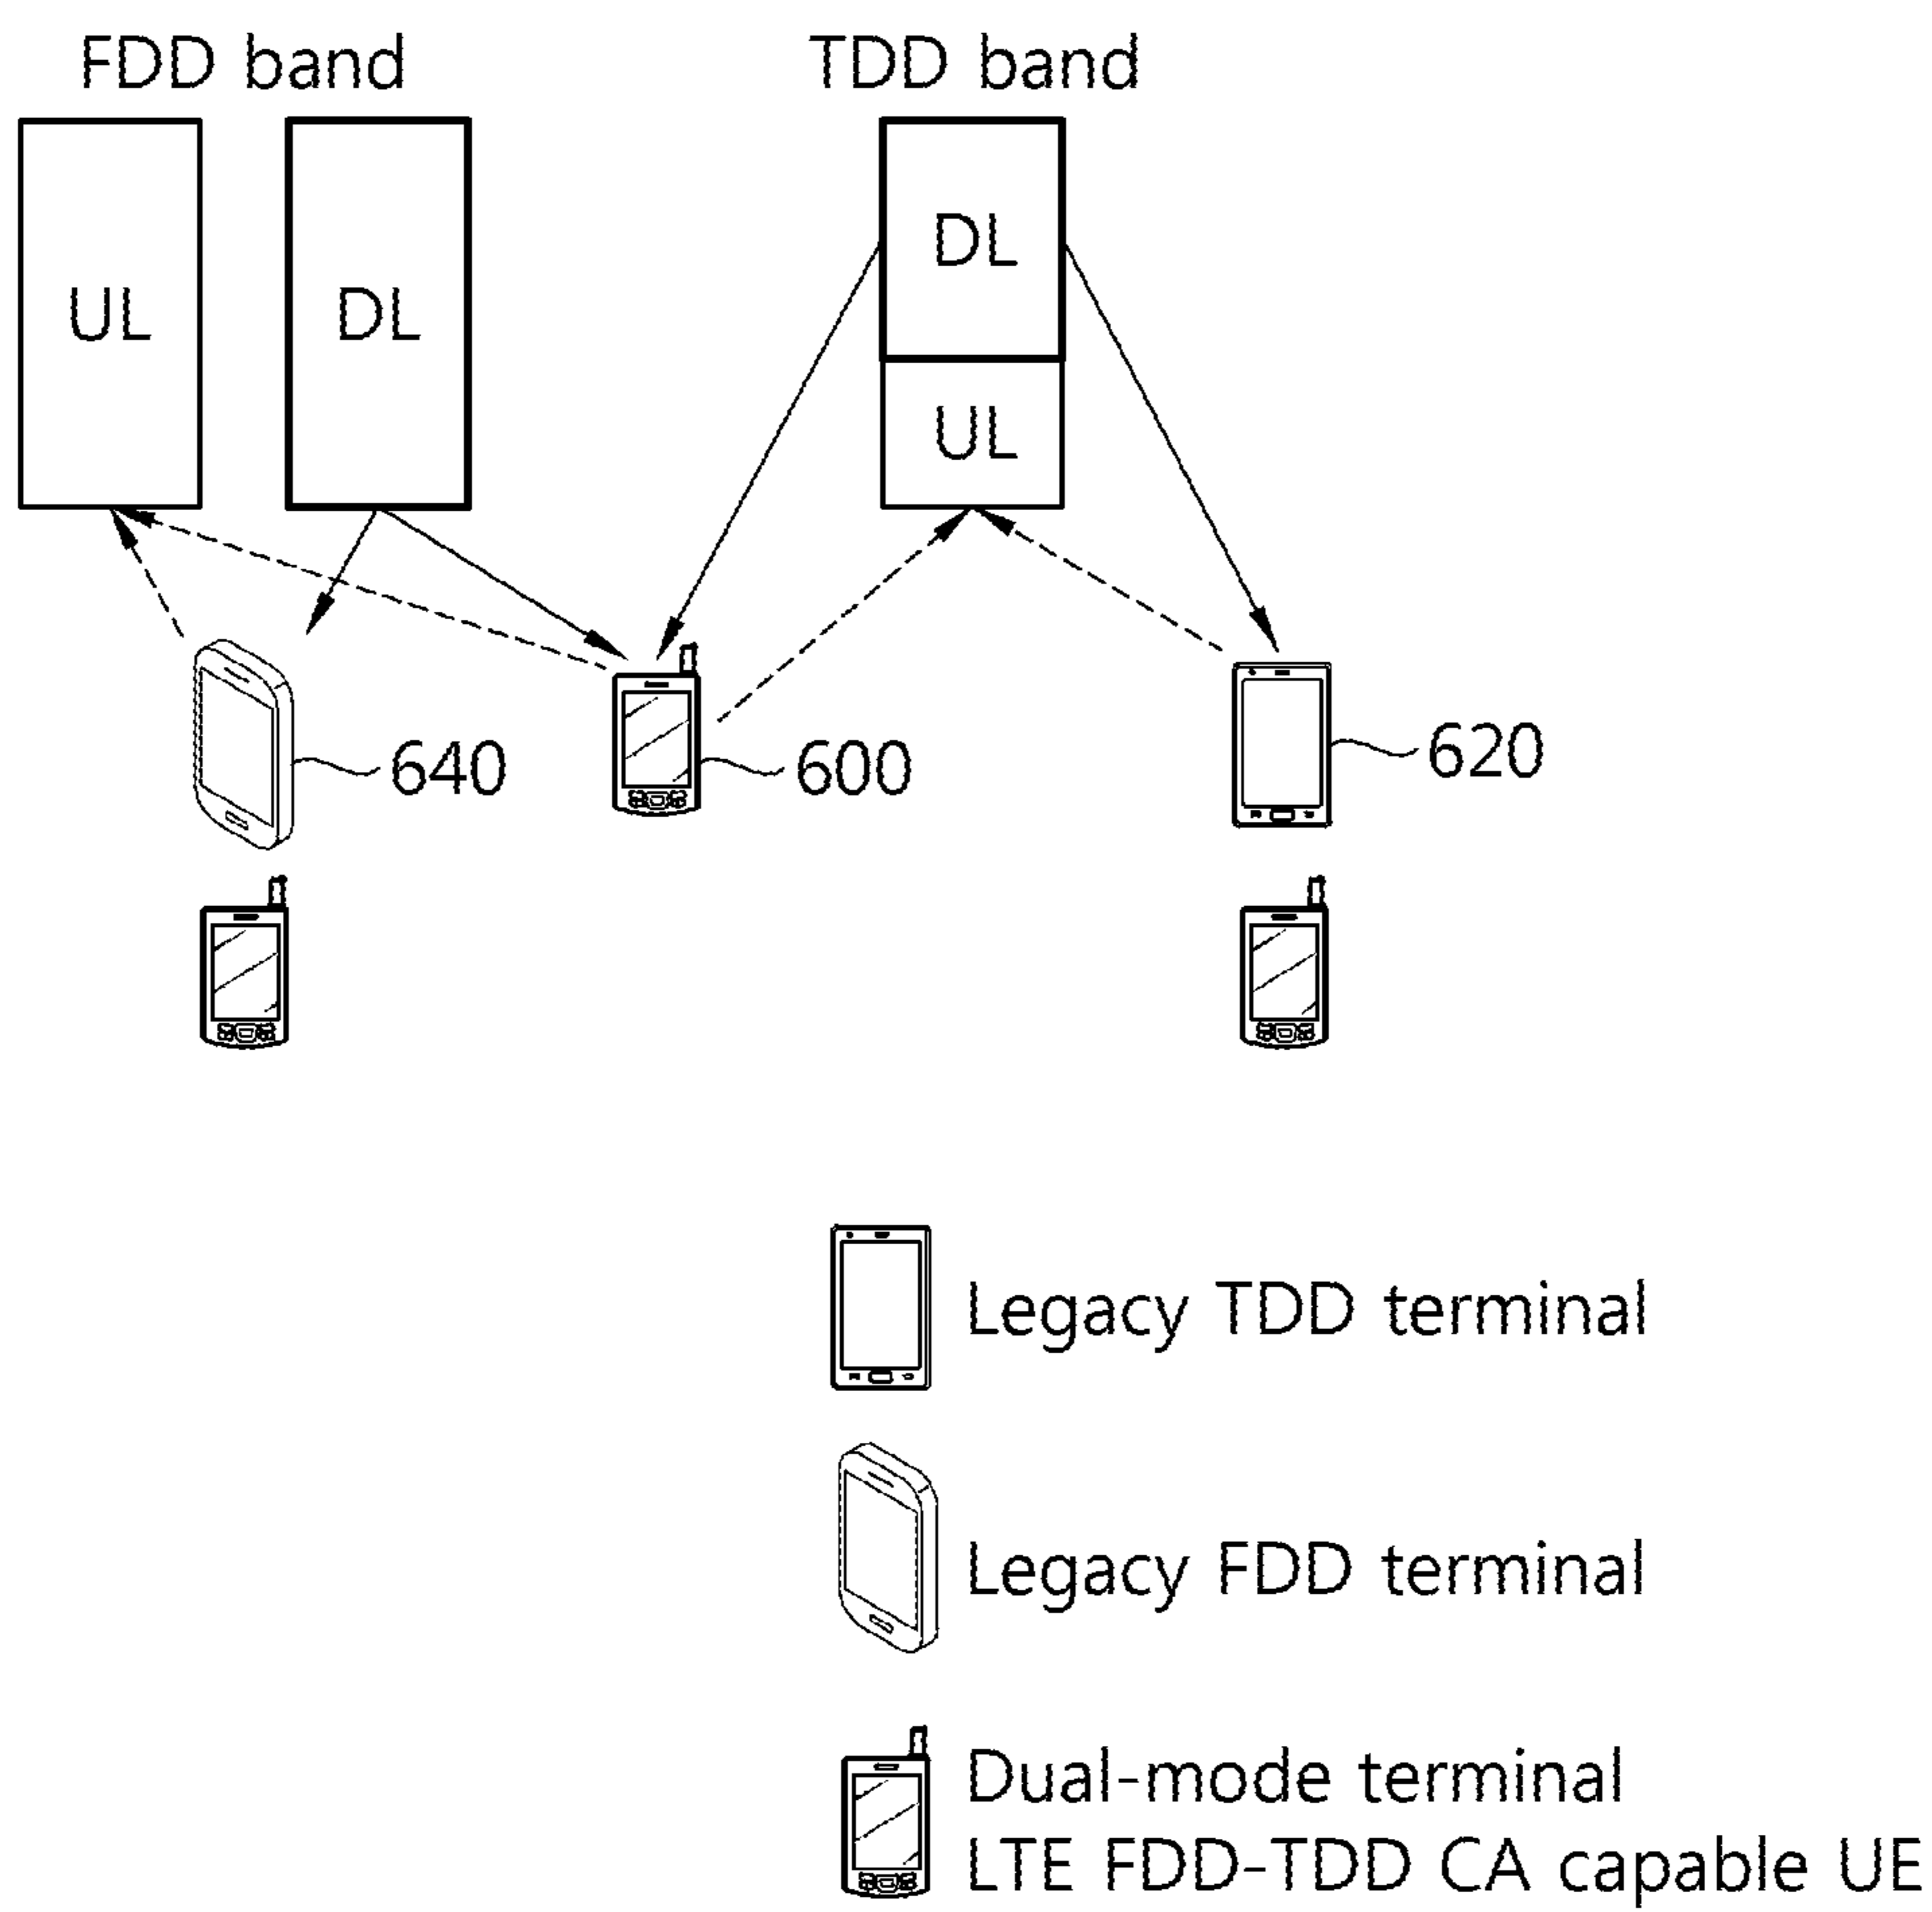 FDD band
TDD band
UL
DL
DL
UL
640
600
620
Legacy TDD terminal
Legacy FDD terminal
Dual-mode terminal
LTE FDD-TDD CA capable UE